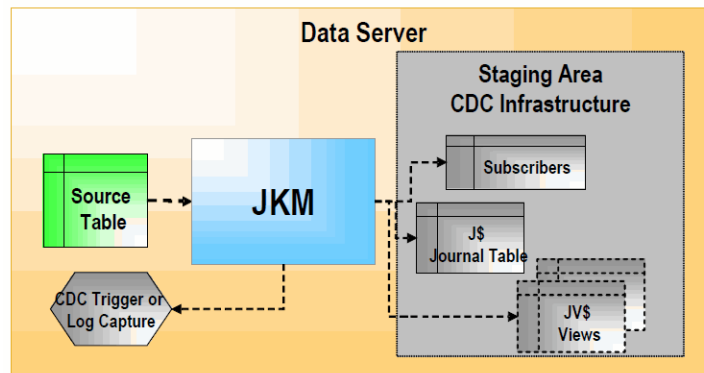 Data Server
Staging Area
CDC Infrastructure
Subscribers
Source
Table
JKM
J$
Journal Table
CDC Trigger or
Log Capture
JV$
Views